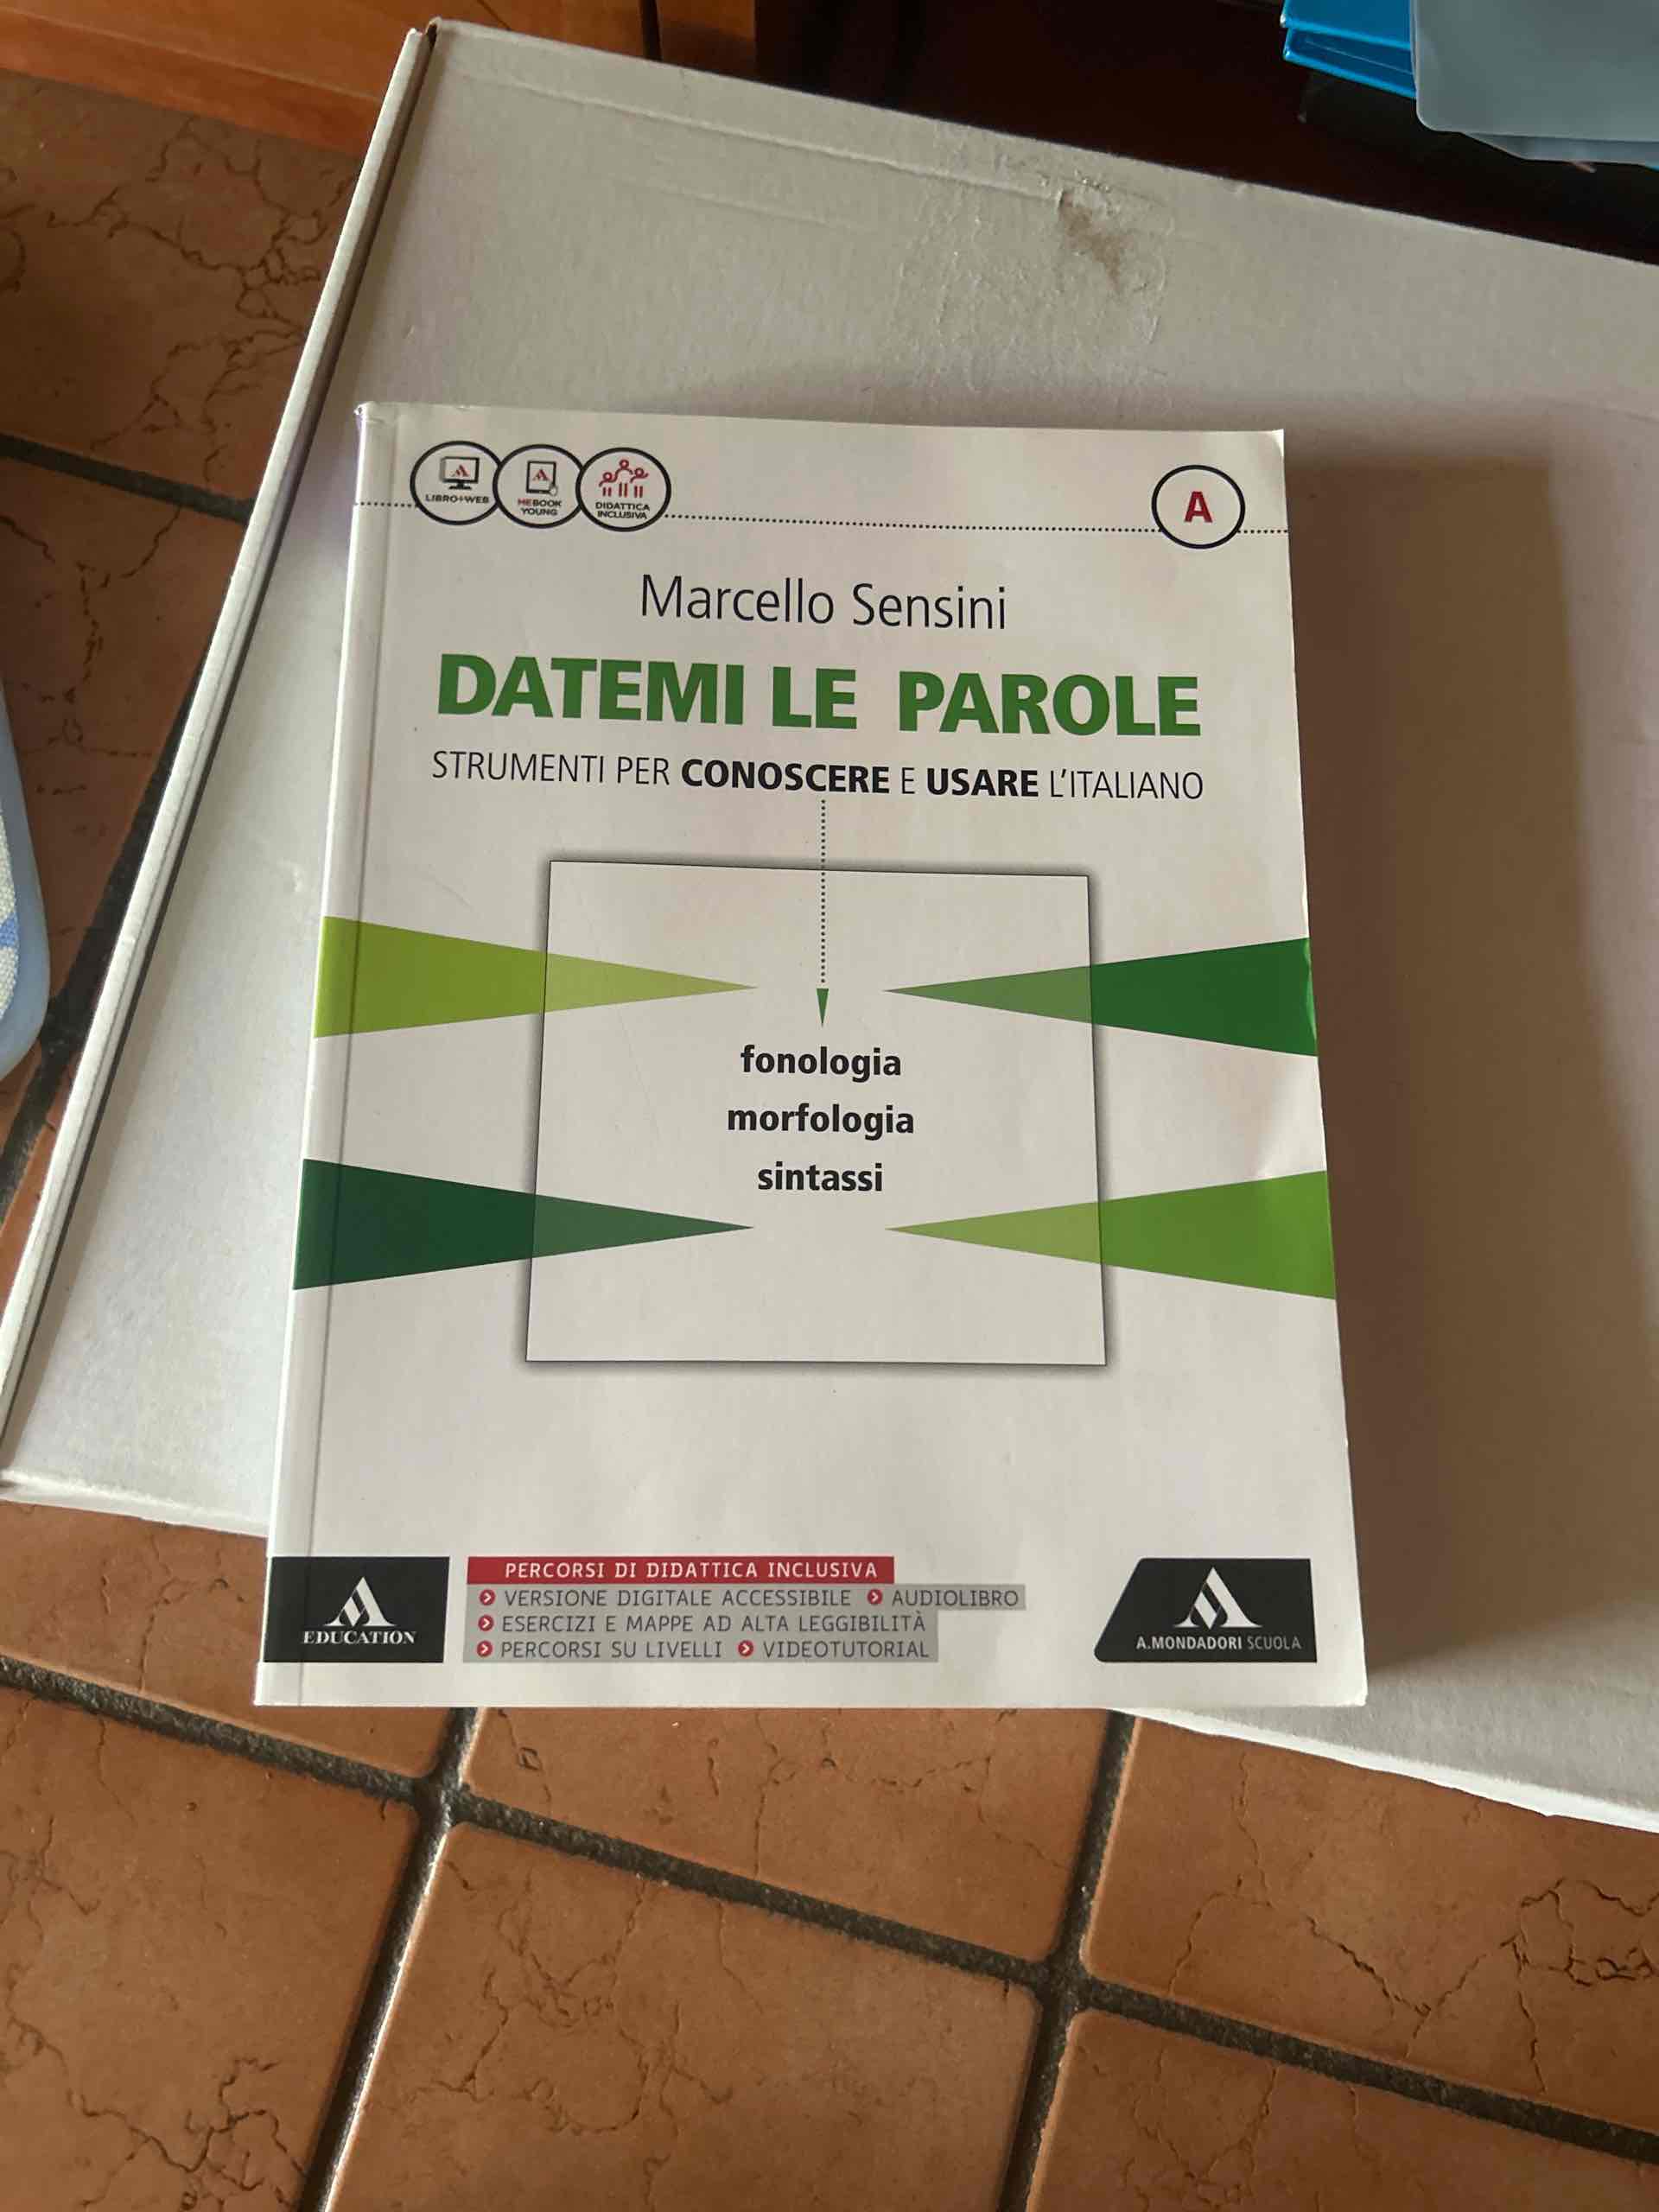 LIBRO+WEB
MEBOOK
YOUNG
DIDATTICA
INCLUSIVA
A
Marcello Sensini
DATEMI LE PAROLE
STRUMENTI PER CONOSCERE E USARE L'ITALIANO
fonologia
morfologia
sintassi
EDUCATION
PERCORSI DI DIDATTICA INCLUSIVA
VERSIONE DIGITALE ACCESSIBILE AUDIOLIBRO
ESERCIZI E MAPPE AD ALTA LEGGIBILITÀ
PERCORSI SU LIVELLI VIDEOTUTORIAL
A.MONDADORI SCUOLA